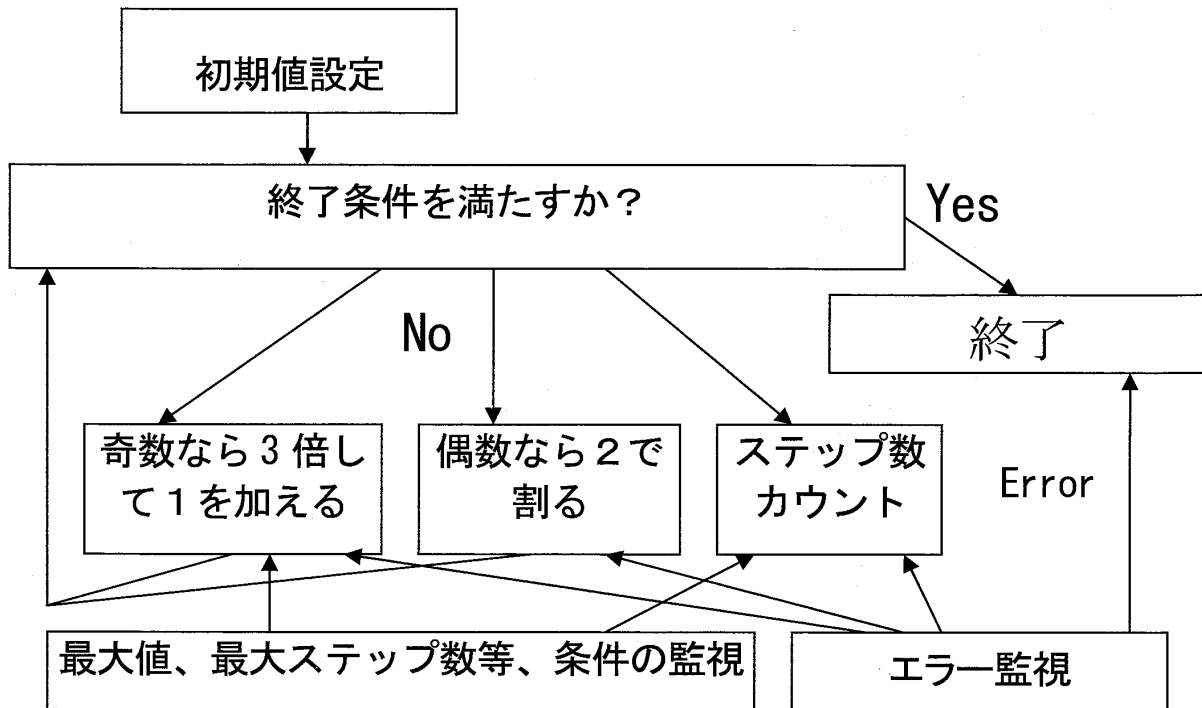 初期値設定
終了条件を満たすか？
Yes
終了
No
奇数なら3倍し
て１を加える
偶数なら２で
割る
ステップ数
カウント
Error
最大値、最大ステップ数等、条件の監視
エラー監視